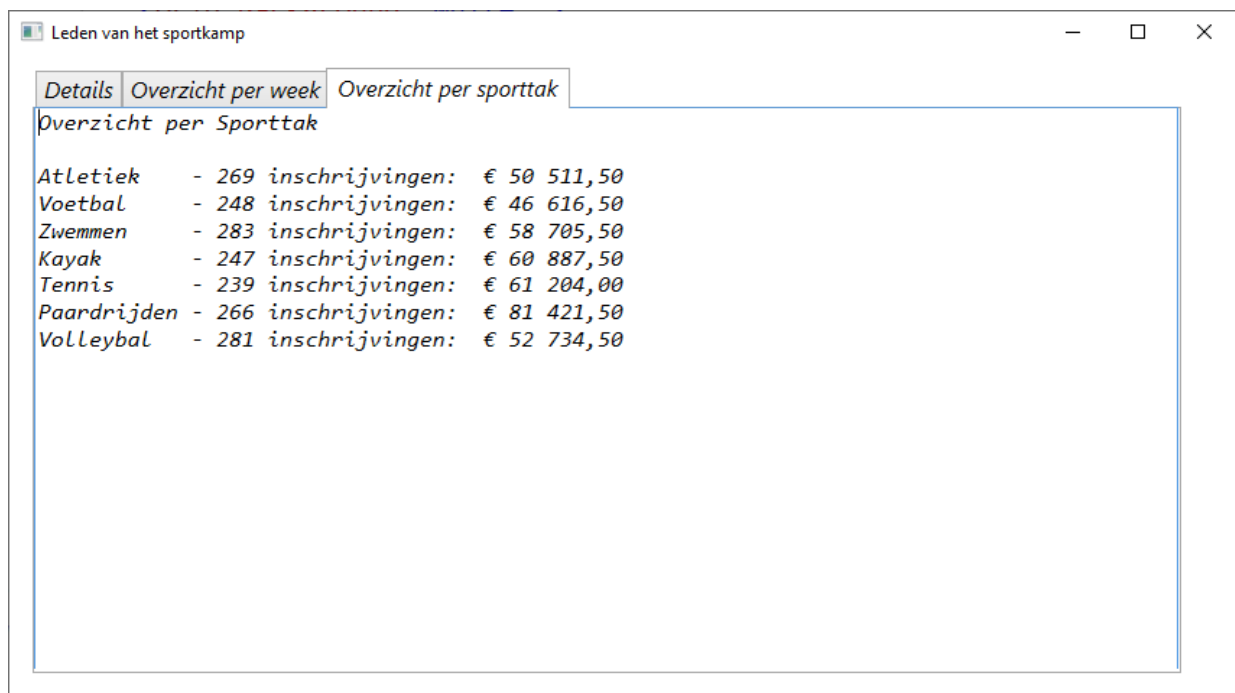 Leden van het sportkamp
Details Overzicht per week Overzicht per sporttak
Overzicht per Sporttak
Atletiek - 269 inschrijvingen: € 50 511,50
Voetbal - 248 inschrijvingen: € 46 616,50
Zwemmen - 283 inschrijvingen: € 58 705,50
Kayak - 247 inschrijvingen: € 60 887,50
Tennis - 239 inschrijvingen: € 61 204,00
Paardrijden - 266 inschrijvingen: € 81 421,50
Volleybal - 281 inschrijvingen: € 52 734,50